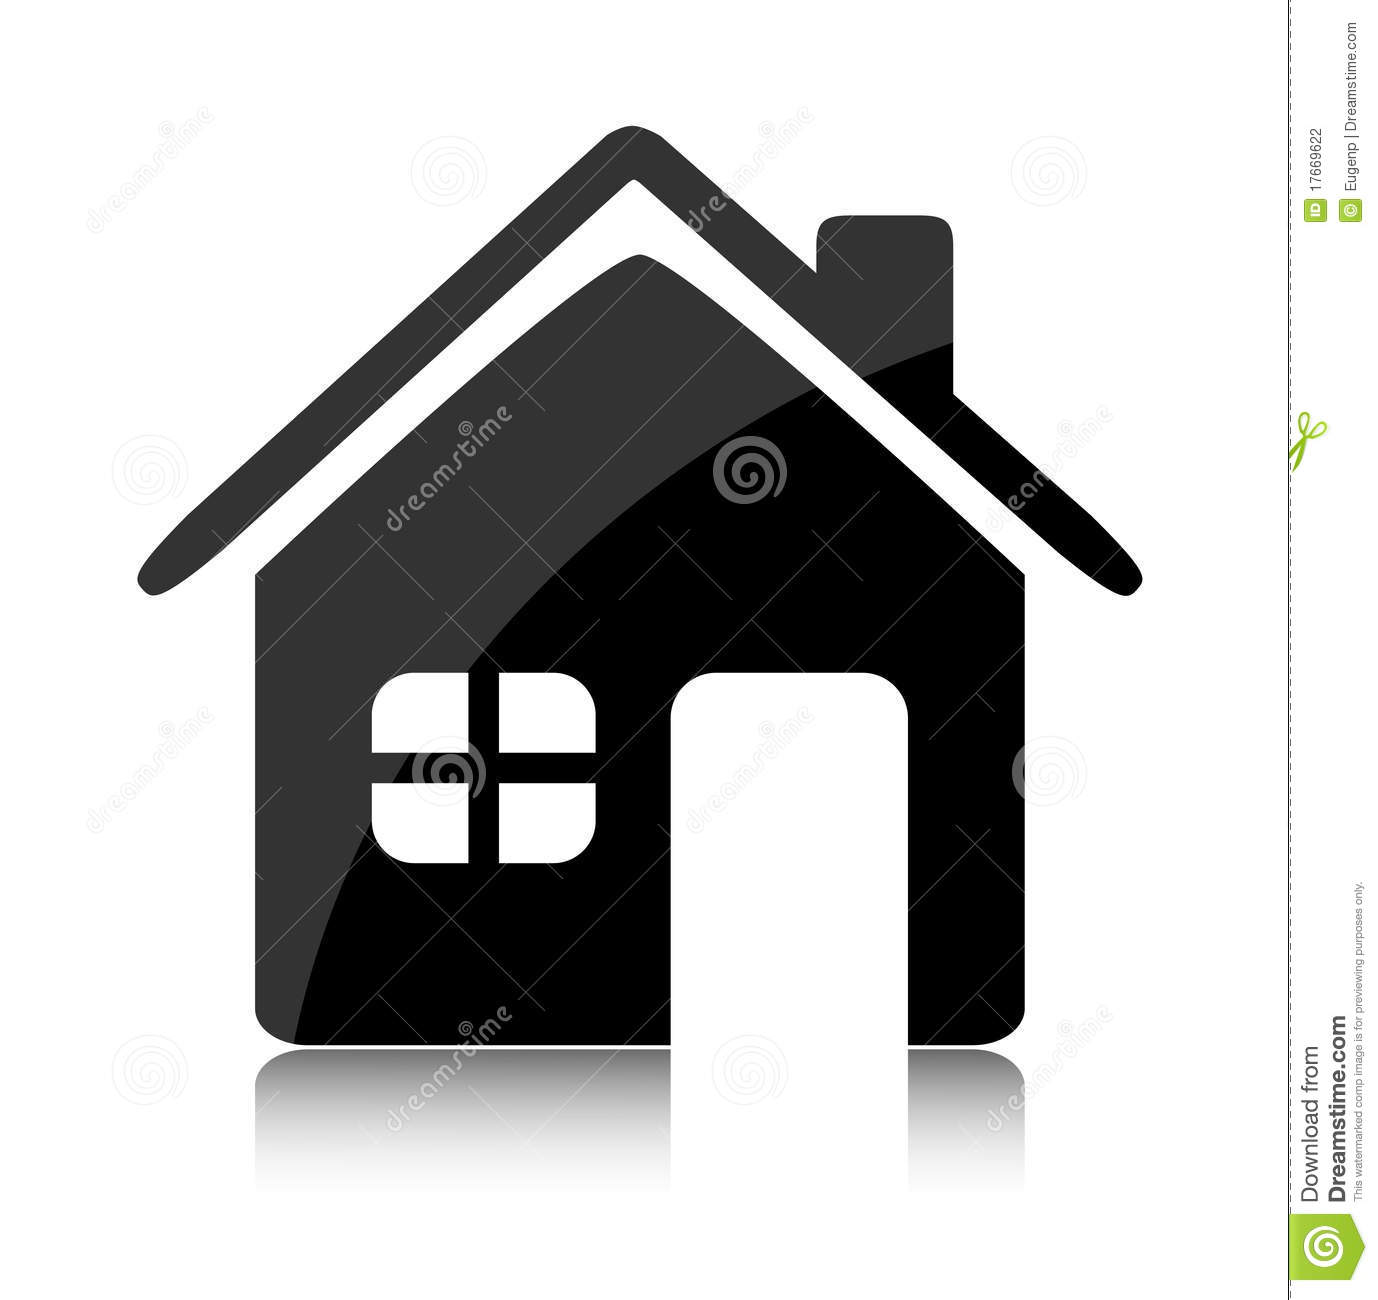 ID 17669622
© Eugenp | Dreamstime.com
Download from
Dreamstime.com
This watermarked comp image is for previewing purposes only.
dreamstime
dreamstime
dreamstime
dreamstime
dreamstime
dreamstime
dreamstime
dreamstime